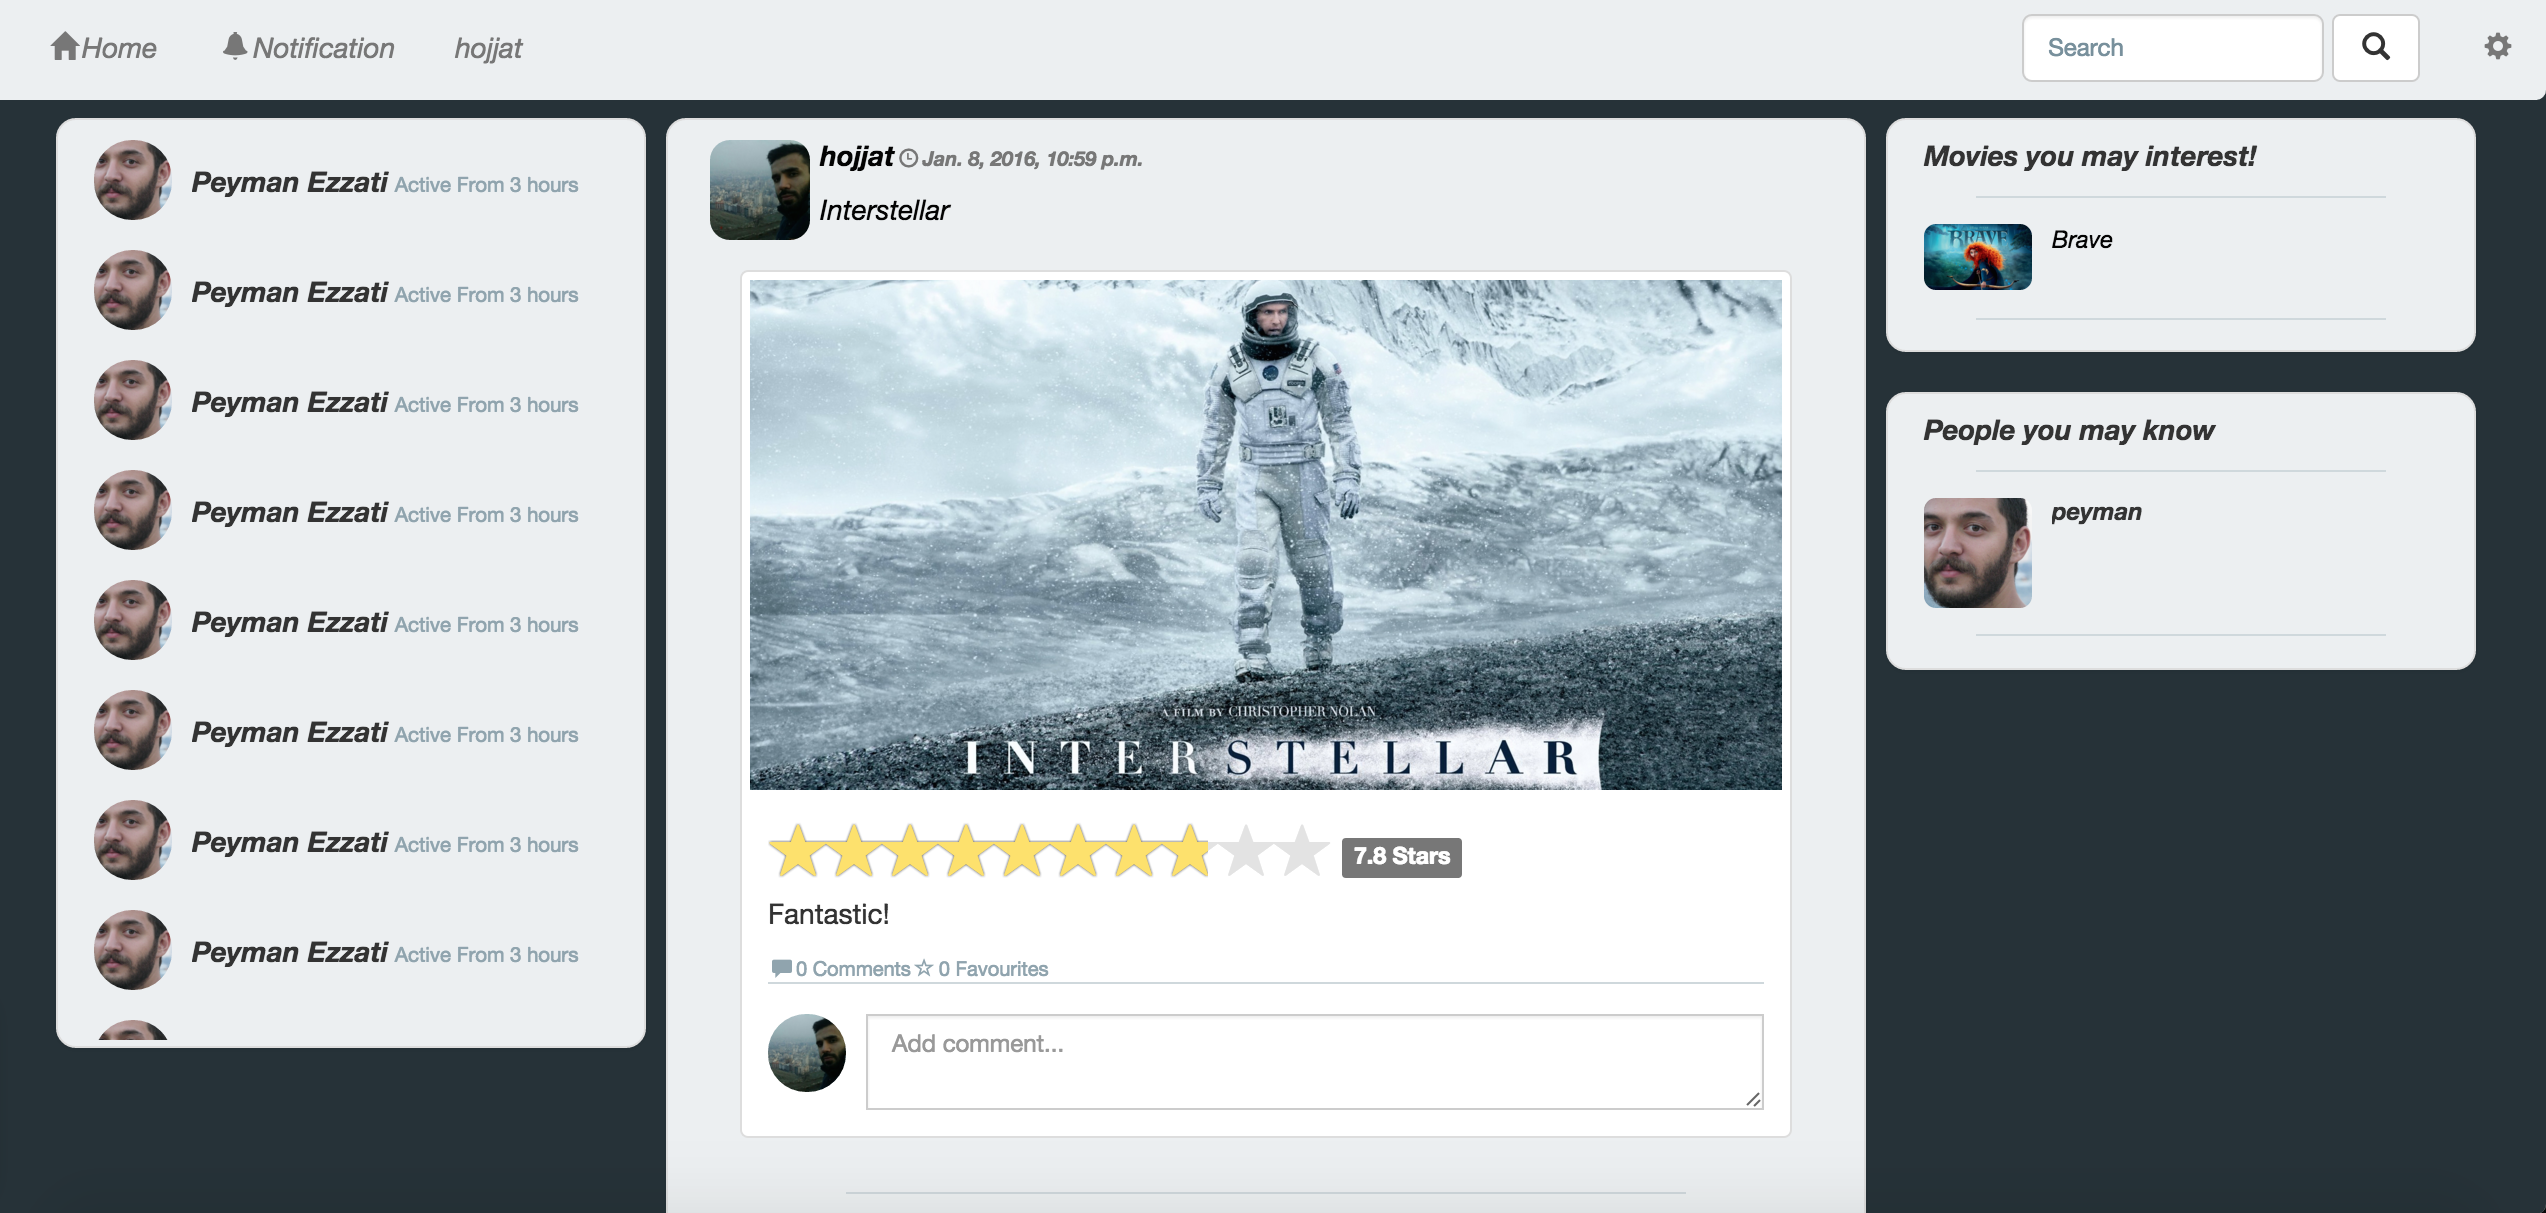 Home
Notification
hojjat
Search
Peyman Ezzati Active From 3 hours
Peyman Ezzati Active From 3 hours
Peyman Ezzati Active From 3 hours
Peyman Ezzati Active From 3 hours
Peyman Ezzati Active From 3 hours
Peyman Ezzati Active From 3 hours
Peyman Ezzati Active From 3 hours
Peyman Ezzati Active From 3 hours
hojjat Jan. 8, 2016, 10:59 p.m.
Interstellar
A FILM BY CHRISTOPHER NOLAN
INTERSTELLAR
7.8 Stars
Fantastic!
0 Comments 0 Favourites
Add comment...
Movies you may interest!
BRAVE
Brave
People you may know
peyman